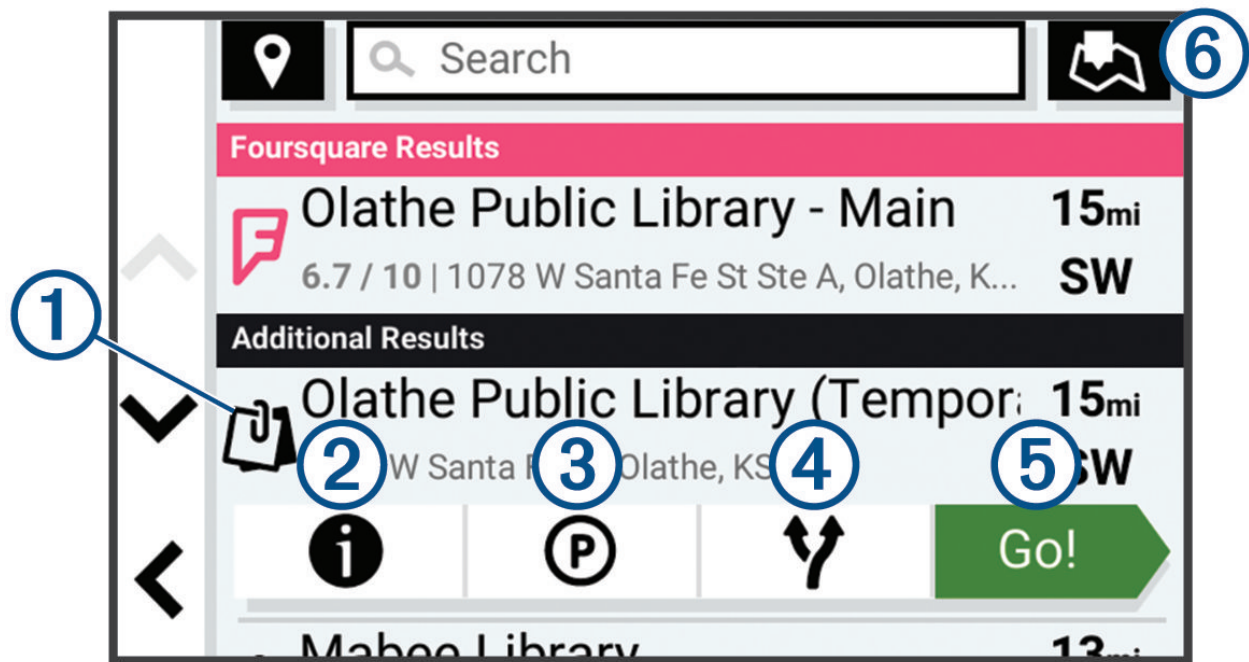 6
Search
Foursquare Results
Olathe Public Library - Main 15mi
6.7 / 10 | 1078 W Santa Fe St Ste A, Olathe, K... SW
1
Additional Results
Olathe Public Library (Tempor 15mi
2 3 4 5
W Santa Olathe, KS SW
i P Go!
Mabee Library 13mi